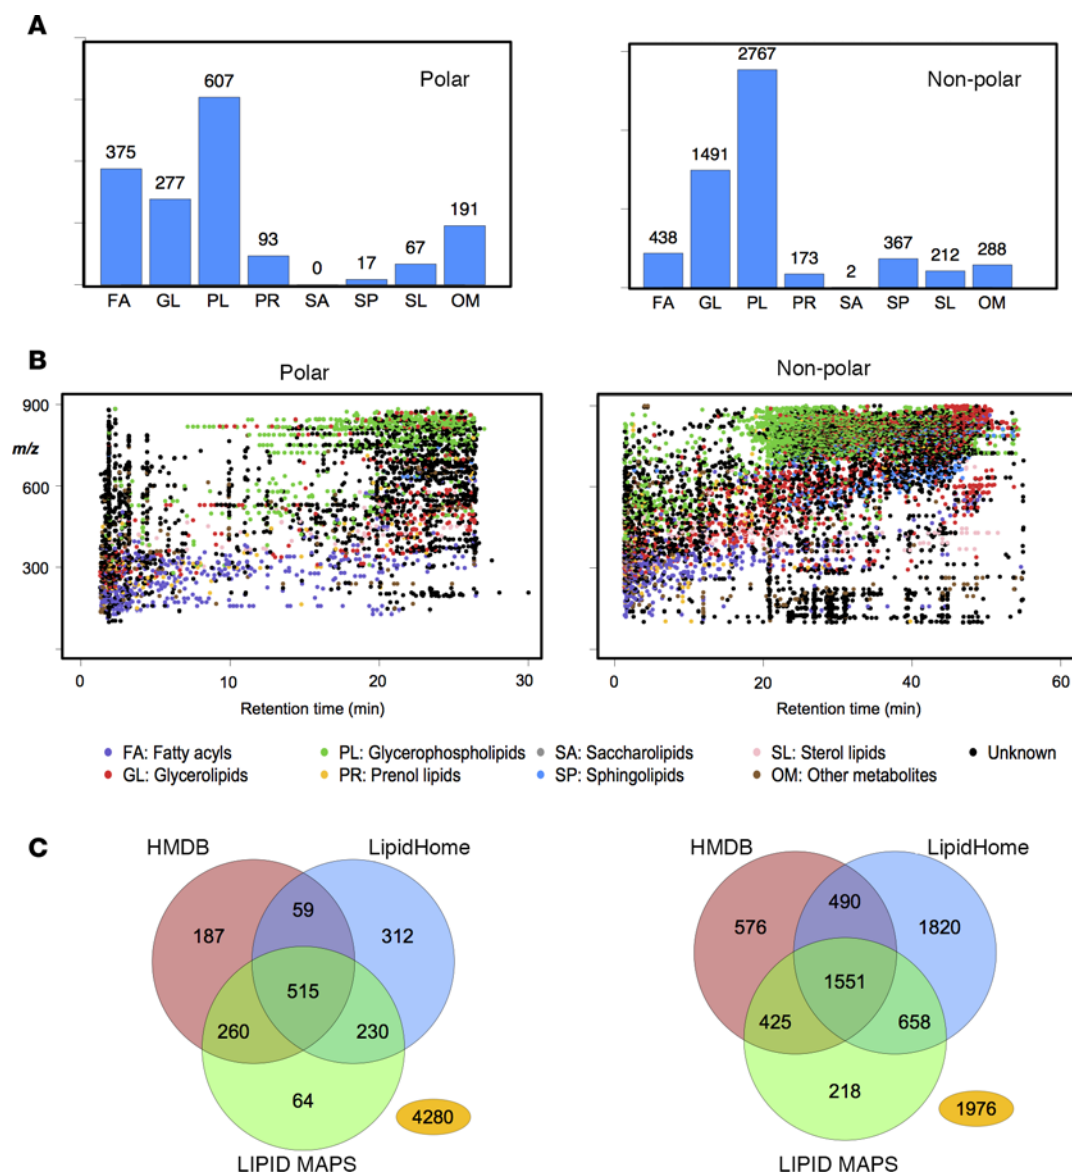 A
Polar
Non-polar
375
277
607
93
0
17
67
191
FA GL PL PR SA SP SL OM
438
1491
2767
173
2
367
212
288
FA GL PL PR SA SP SL OM
B
Polar
Non-polar
900
m/z
600
300
0 10 20 30
Retention time (min)
0 20 40 60
Retention time (min)
FA: Fatty acyls PL: Glycerophospholipids SA: Saccharolipids SL: Sterol lipids Unknown
GL: Glycerolipids PR: Prenol lipids SP: Sphingolipids OM: Other metabolites
C
HMDB LipidHome
59
187 312
515
260 230
64
4280
LIPID MAPS
HMDB LipidHome
490
576 1820
1551
425 658
218
1976
LIPID MAPS